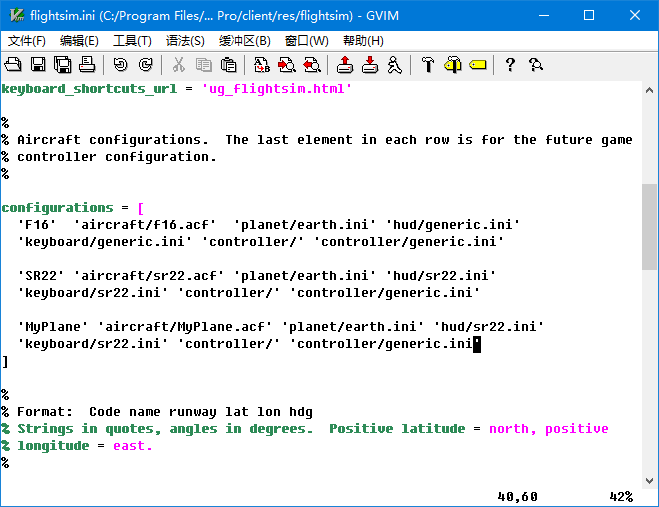 flightsim.ini (C:/Program Files/... Pro/client/res/flightsim) - GVIM
文件(F) 编辑(E) 工具(T) 语法(S) 缓冲区(B) 窗口(W) 帮助(H)
keyboard_shortcuts_url = 'ug_flightsim.html'
%
% Aircraft configurations.  The last element in each row is for the future game
% controller configuration.
%
configurations = [
'F16'  'aircraft/f16.acf'  'planet/earth.ini' 'hud/generic.ini'
'keyboard/generic.ini' 'controller/' 'controller/generic.ini'
'SR22' 'aircraft/sr22.acf' 'planet/earth.ini' 'hud/sr22.ini'
'keyboard/sr22.ini' 'controller/' 'controller/generic.ini'
'MyPlane' 'aircraft/MyPlane.acf' 'planet/earth.ini' 'hud/sr22.ini'
'keyboard/sr22.ini' 'controller/' 'controller/generic.ini'
]
%
% Format:  Code name runway lat lon hdg
% Strings in quotes, angles in degrees.  Positive latitude = north, positive
% longitude = east.
%
40,60 42%